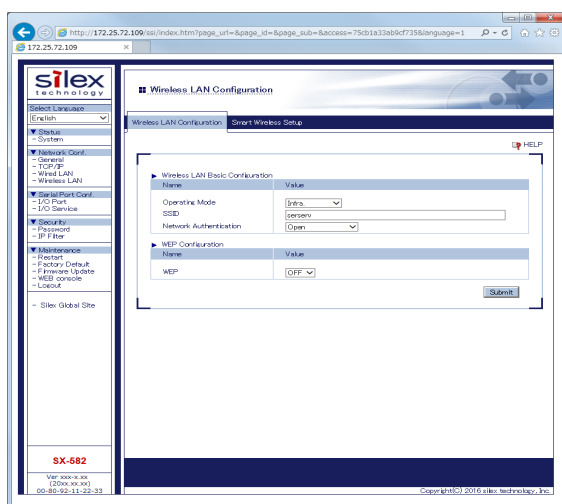 http://172.25.72.109/ssi/index.htm?page_url=&page_id=&page_sub=&access=75cb1a33ab9cf735&language=1
172.25.72.109
silex
technology
Select Language
English
▼ Status
- System
▼ Network Conf.
- General
- TCP/IP
- Wired LAN
- Wireless LAN
▼ Serial Port Conf.
- I/O Port
- I/O Service
▼ Security
- Password
- IP Filter
▼ Maintenance
- Restart
- Factory Default
- Firmware Update
- WEB console
- Logout
- Silex Global Site
SX-582
Ver xxx-x.xx
(20xx.xx.xx)
00-80-92-11-22-33
Wireless LAN Configuration
Wireless LAN Configuration Smart Wireless Setup
HELP
Wireless LAN Basic Configuration
Name Value
Operating Mode Infra.
SSID serserv
Network Authentication Open
WEP Configuration
Name Value
WEP OFF
Submit
Copyright(C) 2016 silex technology, Inc.